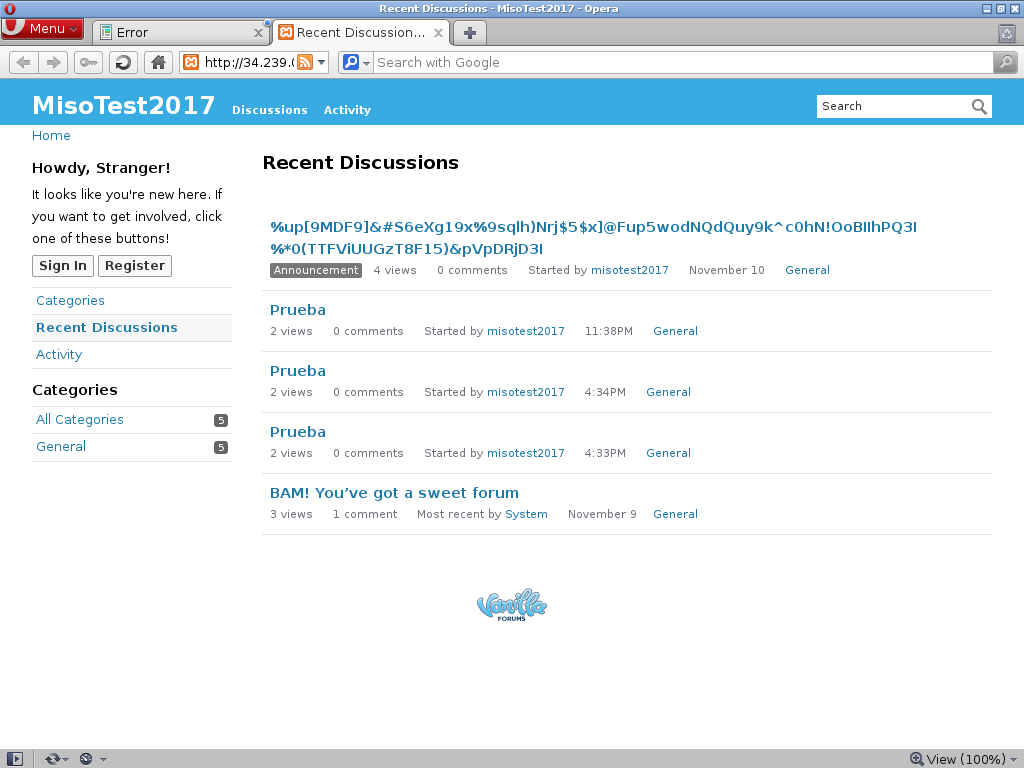 Recent Discussions - MisoTest2017 - Opera
Menu
Error
Recent Discussion...
http://34.239.0
Search with Google
MisoTest2017
Discussions
Activity
Search
Home
Howdy, Stranger!
It looks like you're new here. If
you want to get involved, click
one of these buttons!
Sign In
Register
Categories
Recent Discussions
Activity
Categories
All Categories 5
General 5
Recent Discussions
%up[9MDF9]&#S6eXg19x%9sqlh)Nrj$5$x]@Fup5wodNQdQuy9k^c0hN!OoBIIhPQ3I
%*0(TTFViUUGzT8F15)&pVpDRjD3I
Announcement 4 views 0 comments Started by misotest2017 November 10 General
Prueba
2 views 0 comments Started by misotest2017 11:38PM General
Prueba
2 views 0 comments Started by misotest2017 4:34PM General
Prueba
2 views 0 comments Started by misotest2017 4:33PM General
BAM! You’ve got a sweet forum
3 views 1 comment Most recent by System November 9 General
Vanilla
FORUMS
View (100%)